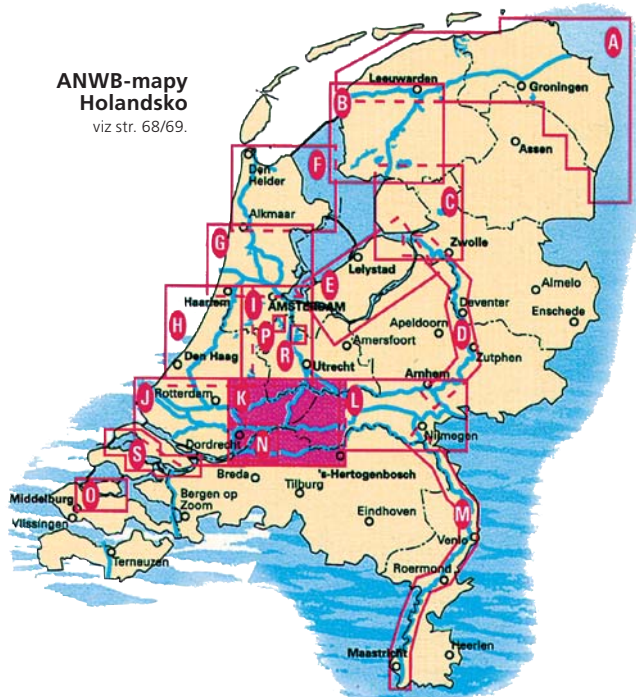 ANWB-mapy
Holandsko
viz str. 68/69.
A
Leeuwarden
Groningen
B
Assen
Den
Helder
F
C
Alkmaar
G
Zwolle
Lelystad
E
Almelo
Haarlem
I
AMSTERDAM
Deventer
Enschede
H
P
Apeldoorn
D
Amersfoort
R
Zutphen
Den Haag
Utrecht
Arnhem
J
K
L
Rotterdam
Dordrecht
N
Nijmegen
S
's-Hertogenbosch
Breda
Tilburg
O
Middelburg
Bergen op
Zoom
Eindhoven
M
Vlissingen
Venlo
Terneuzen
Roermond
Maastricht
Heerlen